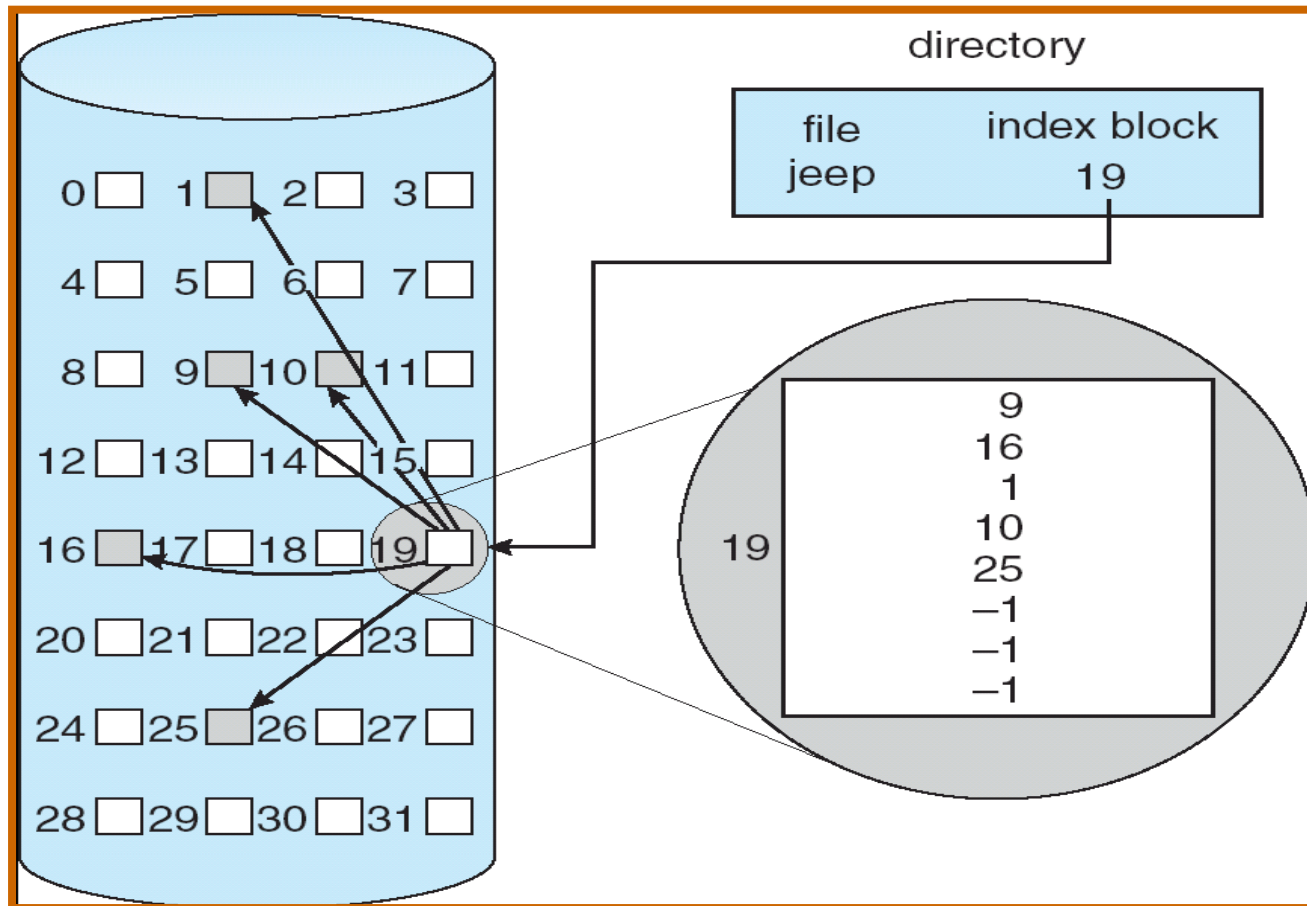 directory
file index block
jeep 19
0 1 2 3
4 5 6 7
8 9 10 11
12 13 14 15
16 17 18 19
20 21 22 23
24 25 26 27
28 29 30 31
19
9
16
1
10
25
–1
–1
–1